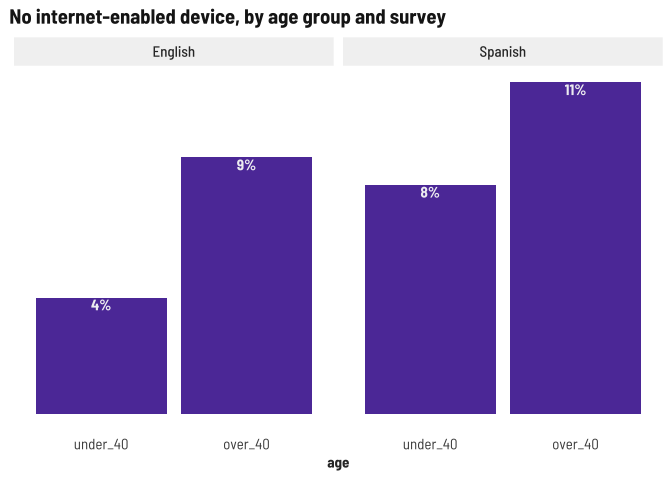 No internet-enabled device, by age group and survey
English Spanish
11%
9%
8%
4%
under_40 over_40 under_40 over_40
age